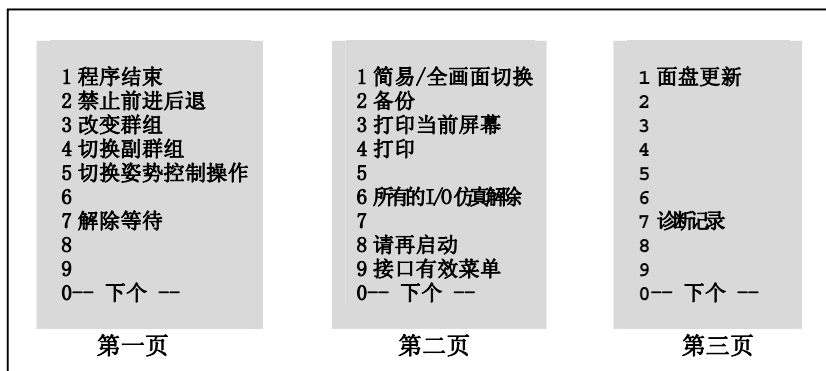 1 程序结束
2 禁止前进后退
3 改变群组
4 切换副群组
5 切换姿势控制操作
6
7 解除等待
8
9
0-- 下个 --
第一页
1 简易/全画面切换
2 备份
3 打印当前屏幕
4 打印
5
6 所有的I/O仿真解除
7
8 请再启动
9 接口有效菜单
0-- 下个 --
第二页
1 面盘更新
2
3
4
5
6
7 诊断记录
8
9
0-- 下个 --
第三页